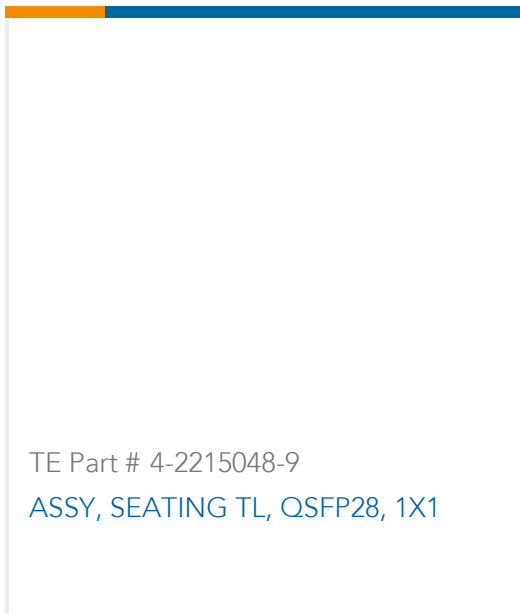 TE Part # 4-2215048-9
ASSY, SEATING TL, QSFP28, 1X1